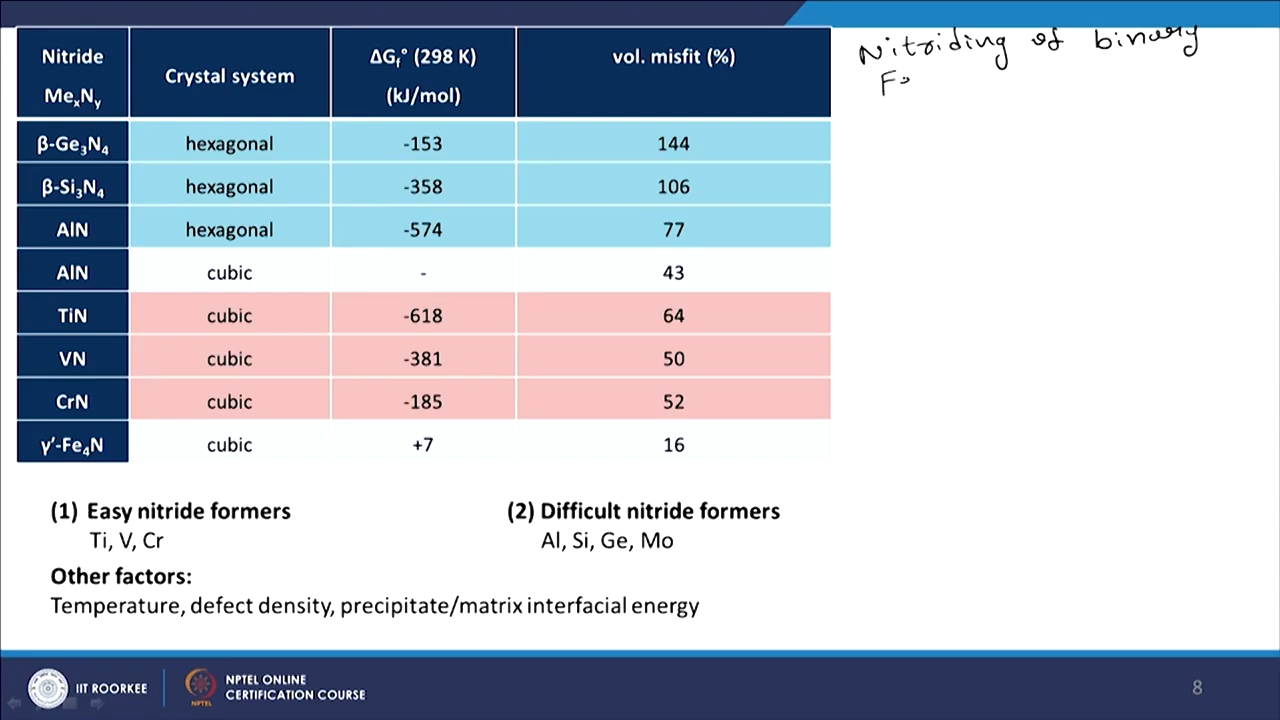 Nitride MeₓNᵧ | Crystal system | ΔGf° (298 K) (kJ/mol) | vol. misfit (%)
β-Ge₃N₄ | hexagonal | -153 | 144
β-Si₃N₄ | hexagonal | -358 | 106
AlN | hexagonal | -574 | 77
AlN | cubic | - | 43
TiN | cubic | -618 | 64
VN | cubic | -381 | 50
CrN | cubic | -185 | 52
γ′-Fe₄N | cubic | +7 | 16
Nitriding of binary
(1) Easy nitride formers
Ti, V, Cr
(2) Difficult nitride formers
Al, Si, Ge, Mo
Other factors:
Temperature, defect density, precipitate/matrix interfacial energy
IIT ROORKEE
NPTEL ONLINE
CERTIFICATION COURSE
NPTEL
8